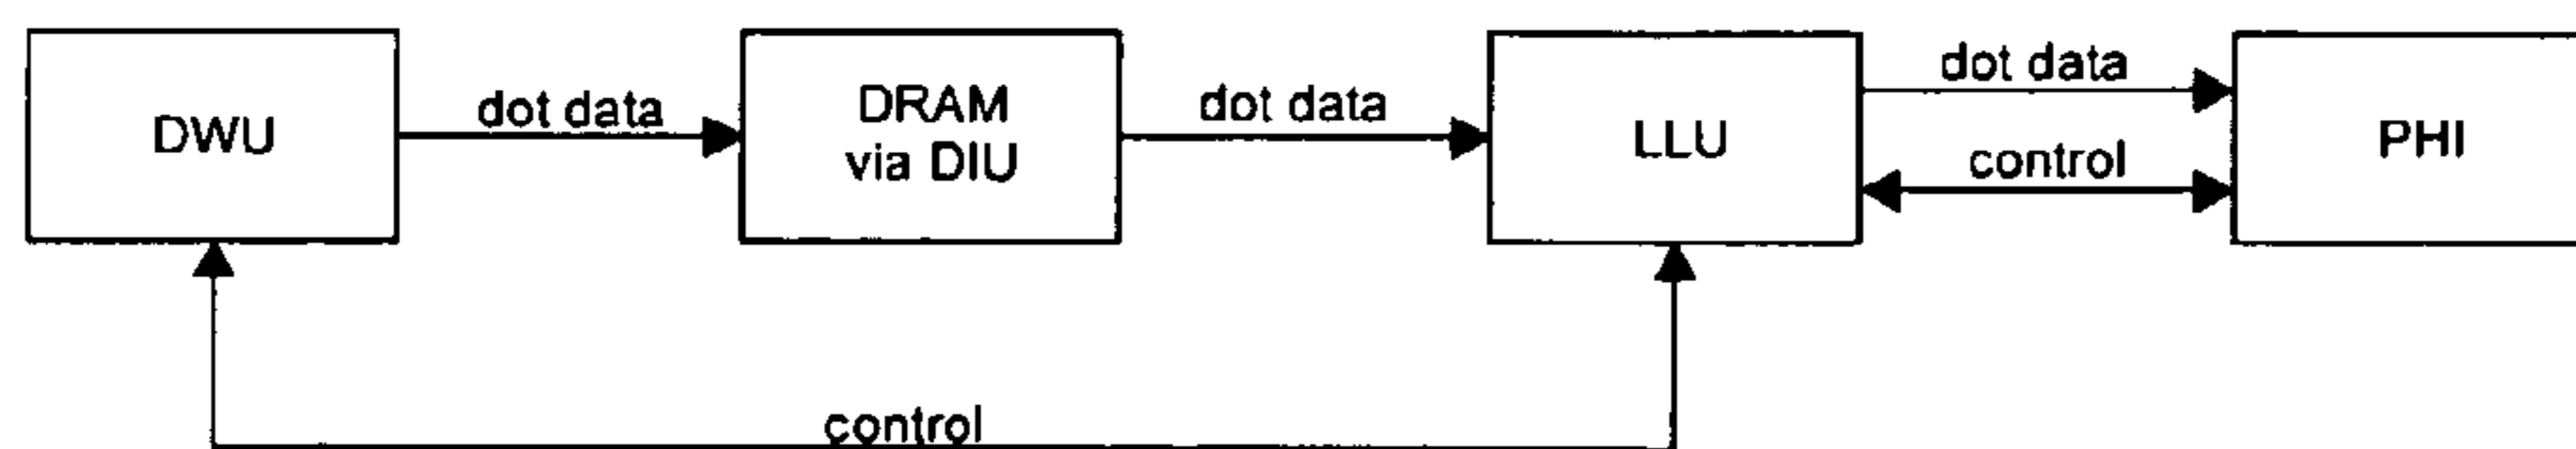 DWU
dot data
DRAM
via DIU
dot data
LLU
dot data
control
PHI
control